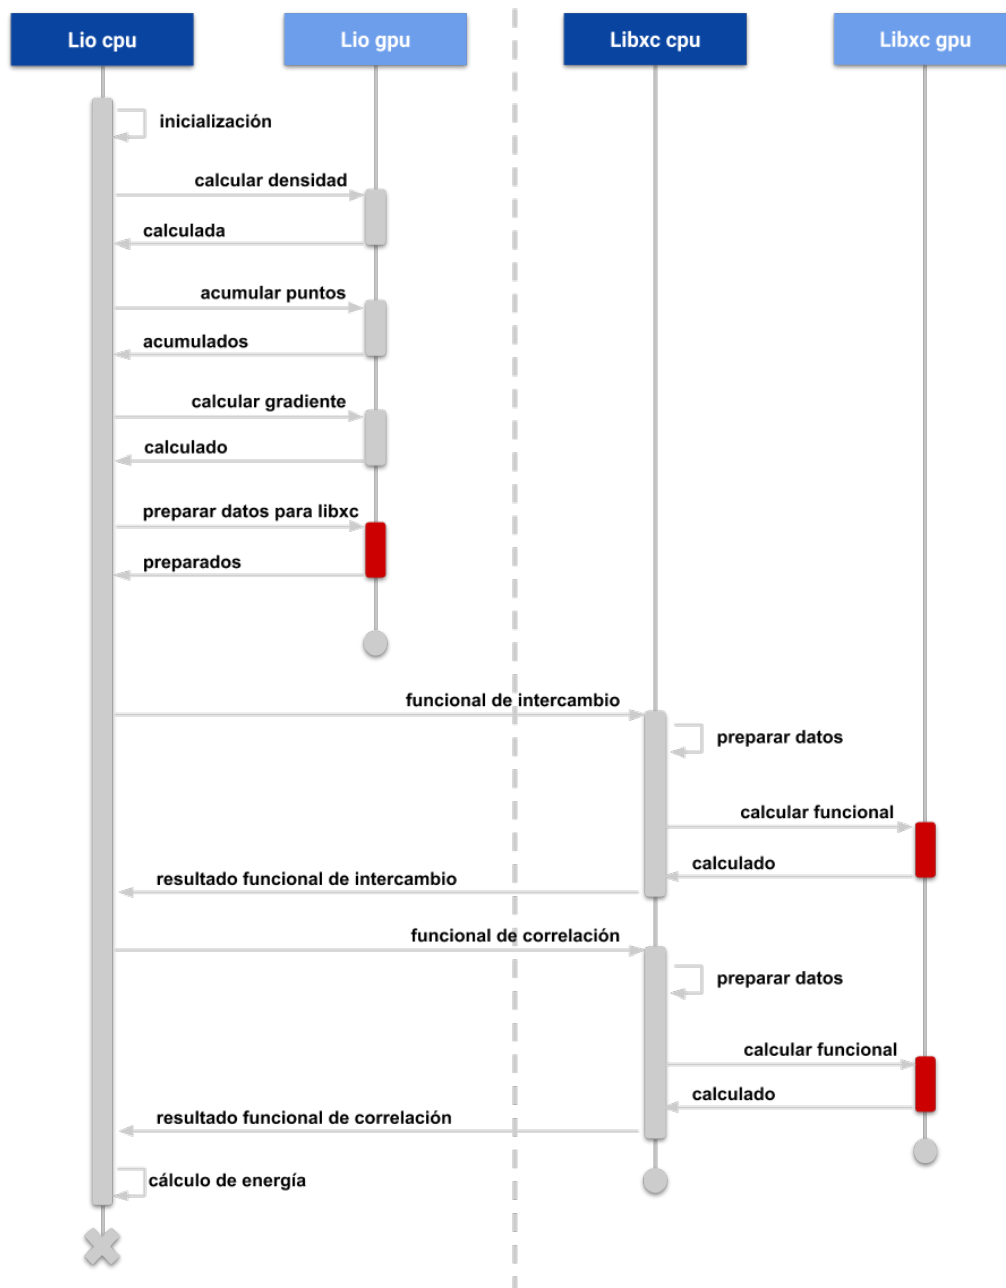 Lio cpu
Lio gpu
Libxc cpu
Libxc gpu
inicialización
calcular densidad
calculada
acumular puntos
acumulados
calcular gradiente
calculado
preparar datos para libxc
preparados
funcional de intercambio
preparar datos
calcular funcional
calculado
resultado funcional de intercambio
funcional de correlación
preparar datos
calcular funcional
calculado
resultado funcional de correlación
cálculo de energía